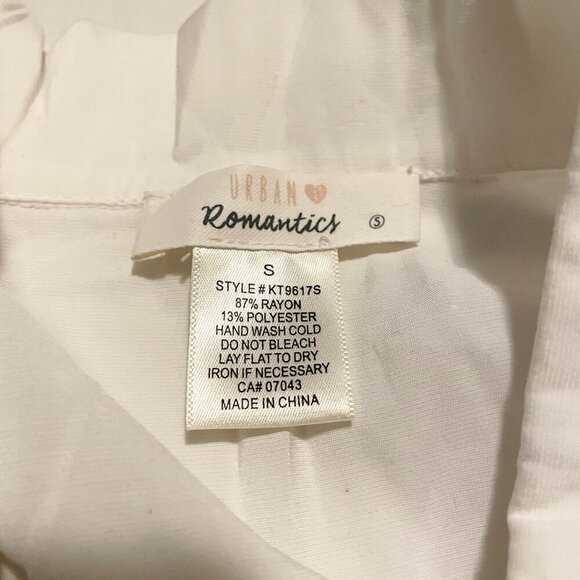 URBAN
Romantics S
S
STYLE # KT9617S
87% RAYON
13% POLYESTER
HAND WASH COLD
DO NOT BLEACH
LAY FLAT TO DRY
IRON IF NECESSARY
CA# 07043
MADE IN CHINA